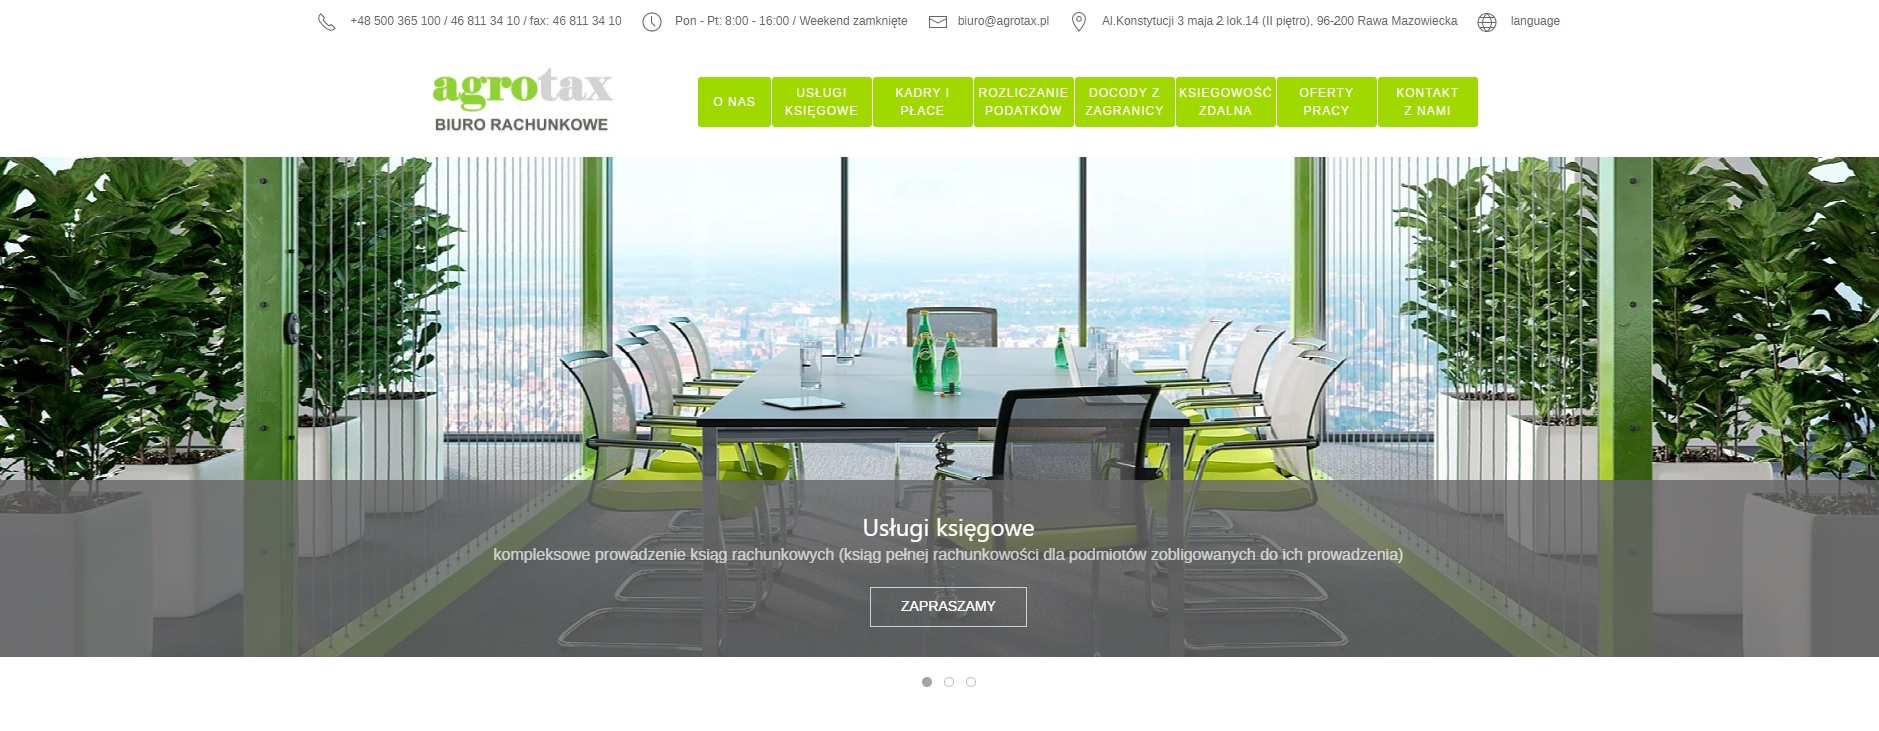 +48 500 365 100 / 46 811 34 10 / fax: 46 811 34 10
Pon - Pt: 8:00 - 16:00 / Weekend zamknięte
biuro@agrotax.pl
Al.Konstytucji 3 maja 2 lok.14 (II piętro), 96-200 Rawa Mazowiecka
language
agrotax
BIURO RACHUNKOWE
O NAS
USŁUGI
KSIĘGOWE
KADRY I
PŁACE
ROZLICZANIE
PODATKÓW
DOCODY Z
ZAGRANICY
KSIEGOWOŚĆ
ZDALNA
OFERTY
PRACY
KONTAKT
Z NAMI
Usługi księgowe
kompleksowe prowadzenie ksiąg rachunkowych (ksiąg pełnej rachunkowości dla podmiotów zobligowanych do ich prowadzenia)
ZAPRASZAMY